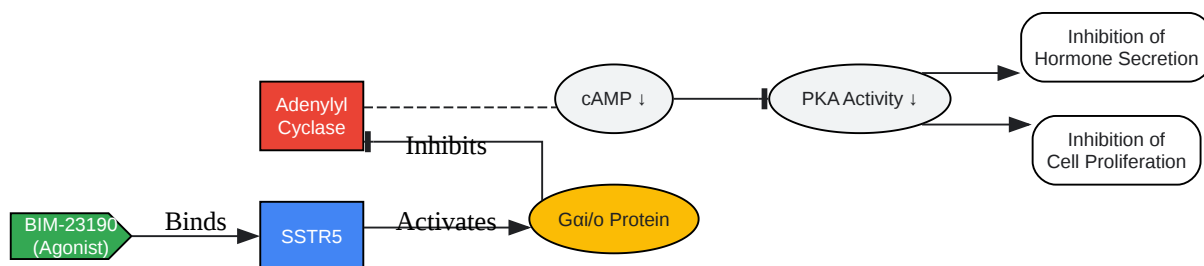 Inhibition of
Hormone Secretion
Adenylyl
Cyclase
cAMP ↓
PKA Activity ↓
Inhibits
Inhibition of
Cell Proliferation
BIM-23190
(Agonist)
Binds
SSTR5
Activates
Gαi/o Protein